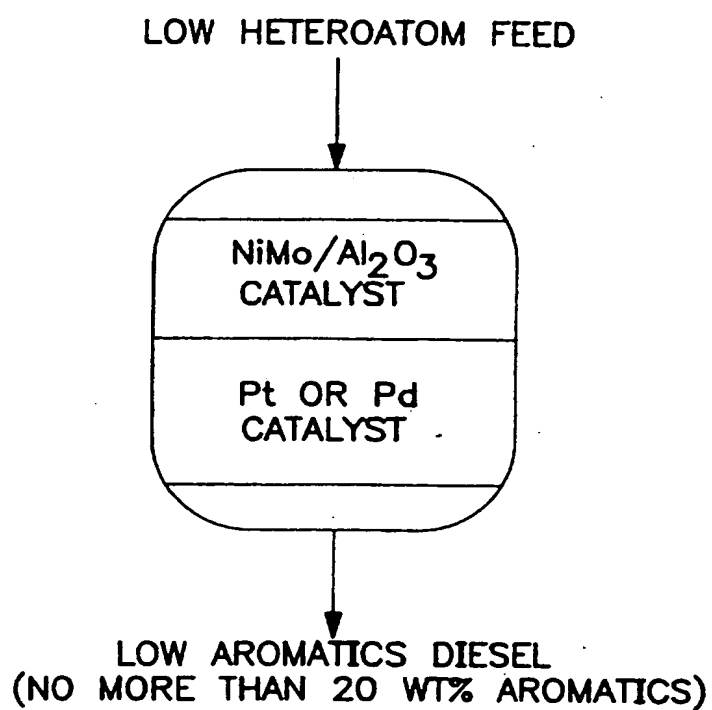 LOW HETEROATOM FEED
NiMo/Al₂O₃
CATALYST
Pt OR Pd
CATALYST
LOW AROMATICS DIESEL
(NO MORE THAN 20 WT% AROMATICS)